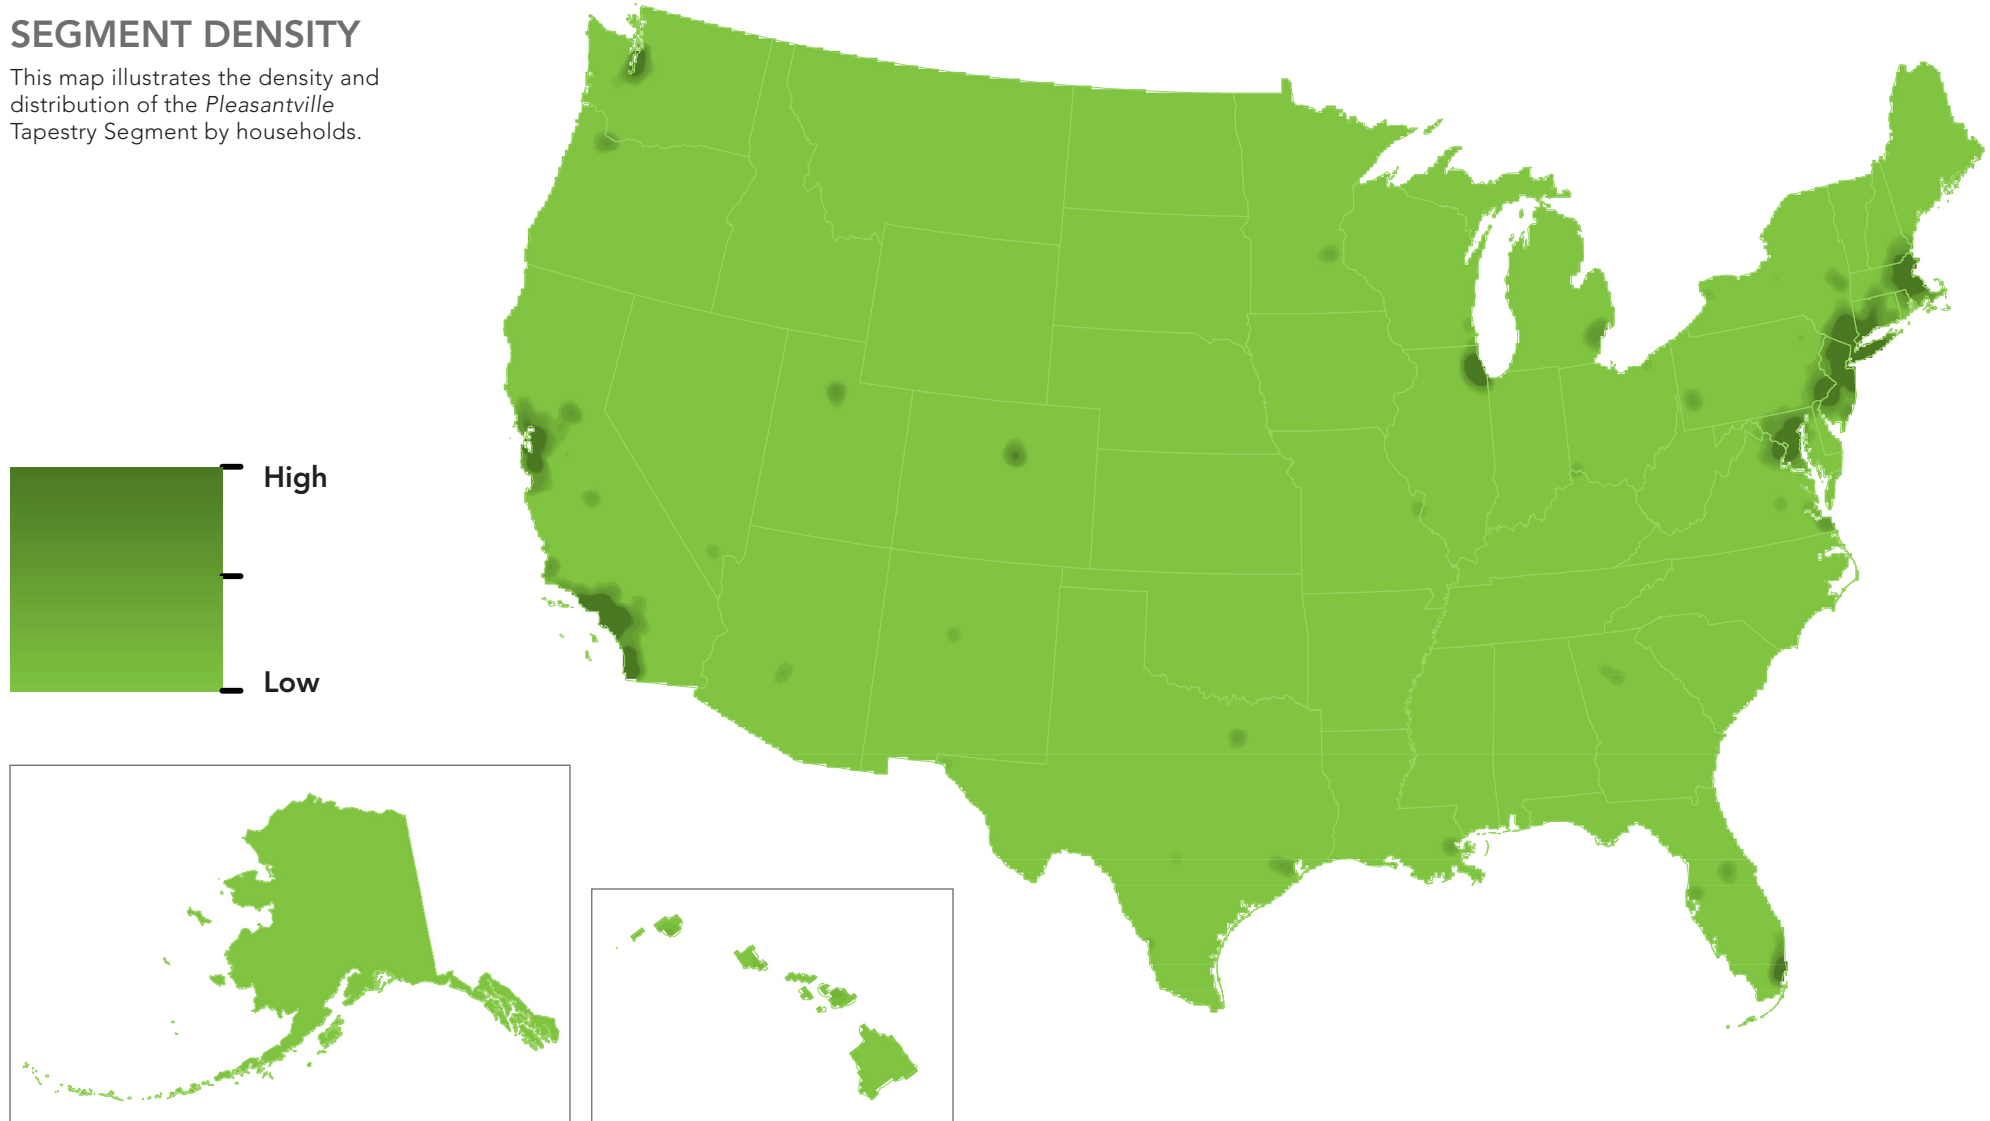 SEGMENT DENSITY
This map illustrates the density and
distribution of the Pleasantville
Tapestry Segment by households.
High
Low